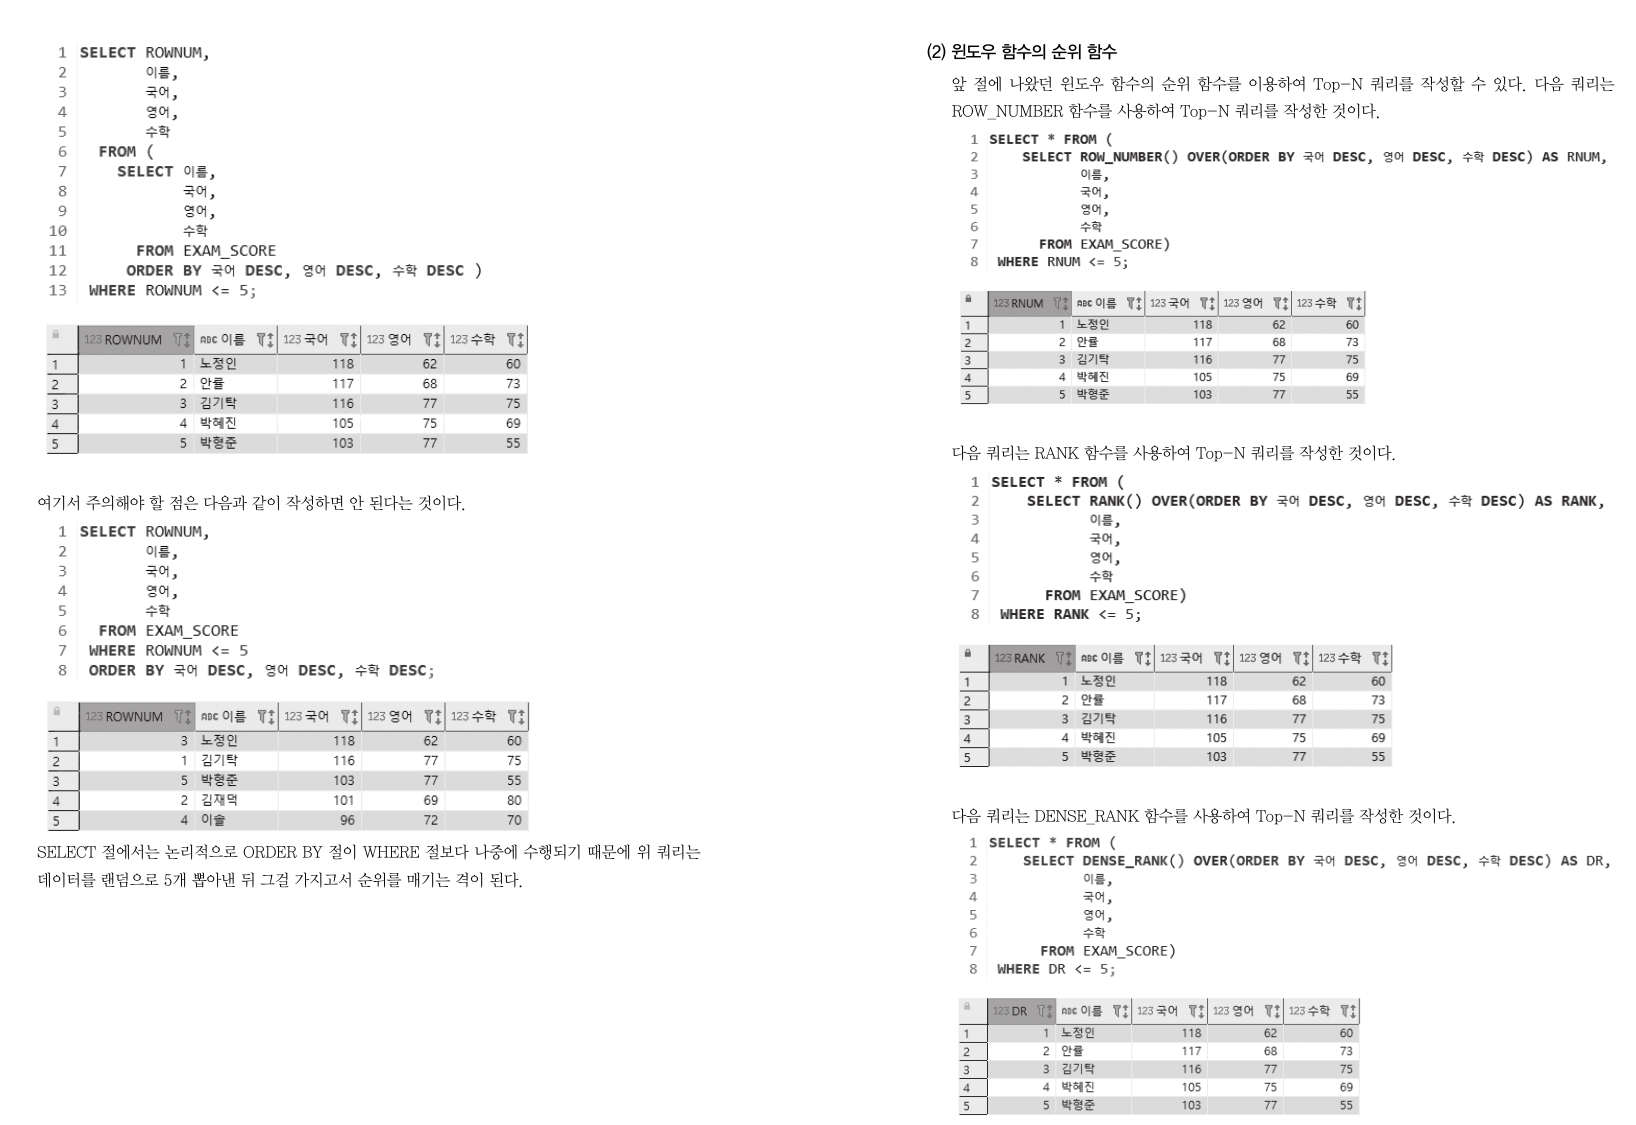 1 SELECT ROWNUM,
2 이름,
3 국어,
4 영어,
5 수학
6 FROM (
7 SELECT 이름,
8 국어,
9 영어,
10 수학
11 FROM EXAM_SCORE
12 ORDER BY 국어 DESC, 영어 DESC, 수학 DESC )
13 WHERE ROWNUM <= 5;
123 ROWNUM ABC 이름 123 국어 123 영어 123 수학
1 1 노정인 118 62 60
2 2 안률 117 68 73
3 3 김기탁 116 77 75
4 4 박혜진 105 75 69
5 5 박형준 103 77 55
여기서 주의해야 할 점은 다음과 같이 작성하면 안 된다는 것이다.
1 SELECT ROWNUM,
2 이름,
3 국어,
4 영어,
5 수학
6 FROM EXAM_SCORE
7 WHERE ROWNUM <= 5
8 ORDER BY 국어 DESC, 영어 DESC, 수학 DESC;
123 ROWNUM ABC 이름 123 국어 123 영어 123 수학
1 3 노정인 118 62 60
2 1 김기탁 116 77 75
3 5 박형준 103 77 55
4 2 김재덕 101 69 80
5 4 이솔 96 72 70
SELECT 절에서는 논리적으로 ORDER BY 절이 WHERE 절보다 나중에 수행되기 때문에 위 쿼리는
데이터를 랜덤으로 5개 뽑아낸 뒤 그걸 가지고서 순위를 매기는 격이 된다.
(2) 윈도우 함수의 순위 함수
앞 절에 나왔던 윈도우 함수의 순위 함수를 이용하여 Top-N 쿼리를 작성할 수 있다. 다음 쿼리는
ROW_NUMBER 함수를 사용하여 Top-N 쿼리를 작성한 것이다.
1 SELECT * FROM (
2 SELECT ROW_NUMBER() OVER(ORDER BY 국어 DESC, 영어 DESC, 수학 DESC) AS RNUM,
3 이름,
4 국어,
5 영어,
6 수학
7 FROM EXAM_SCORE)
8 WHERE RNUM <= 5;
123 RNUM ABC 이름 123 국어 123 영어 123 수학
1 1 노정인 118 62 60
2 2 안률 117 68 73
3 3 김기탁 116 77 75
4 4 박혜진 105 75 69
5 5 박형준 103 77 55
다음 쿼리는 RANK 함수를 사용하여 Top-N 쿼리를 작성한 것이다.
1 SELECT * FROM (
2 SELECT RANK() OVER(ORDER BY 국어 DESC, 영어 DESC, 수학 DESC) AS RANK,
3 이름,
4 국어,
5 영어,
6 수학
7 FROM EXAM_SCORE)
8 WHERE RANK <= 5;
123 RANK ABC 이름 123 국어 123 영어 123 수학
1 1 노정인 118 62 60
2 2 안률 117 68 73
3 3 김기탁 116 77 75
4 4 박혜진 105 75 69
5 5 박형준 103 77 55
다음 쿼리는 DENSE_RANK 함수를 사용하여 Top-N 쿼리를 작성한 것이다.
1 SELECT * FROM (
2 SELECT DENSE_RANK() OVER(ORDER BY 국어 DESC, 영어 DESC, 수학 DESC) AS DR,
3 이름,
4 국어,
5 영어,
6 수학
7 FROM EXAM_SCORE)
8 WHERE DR <= 5;
123 DR ABC 이름 123 국어 123 영어 123 수학
1 1 노정인 118 62 60
2 2 안률 117 68 73
3 3 김기탁 116 77 75
4 4 박혜진 105 75 69
5 5 박형준 103 77 55